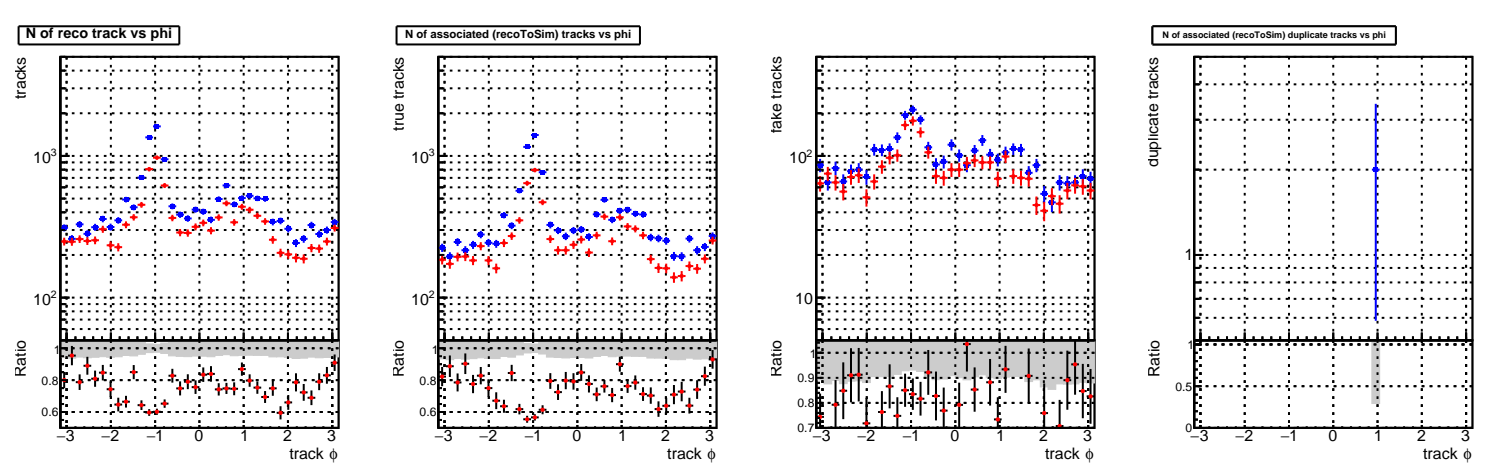 N of reco track vs phi
tracks
10³
10²
Ratio
1
0.8
0.6
−3 −2 −1 0 1 2 3
track ϕ
N of associated (recoToSim) tracks vs phi
true tracks
10³
10²
Ratio
1
0.8
0.6
−3 −2 −1 0 1 2 3
track ϕ
fake tracks
10²
10
Ratio
1
0.9
0.8
0.7
−3 −2 −1 0 1 2 3
track ϕ
N of associated (recoToSim) duplicate tracks vs phi
duplicate tracks
1
Ratio
1
0.5
0
−3 −2 −1 0 1 2 3
track ϕ